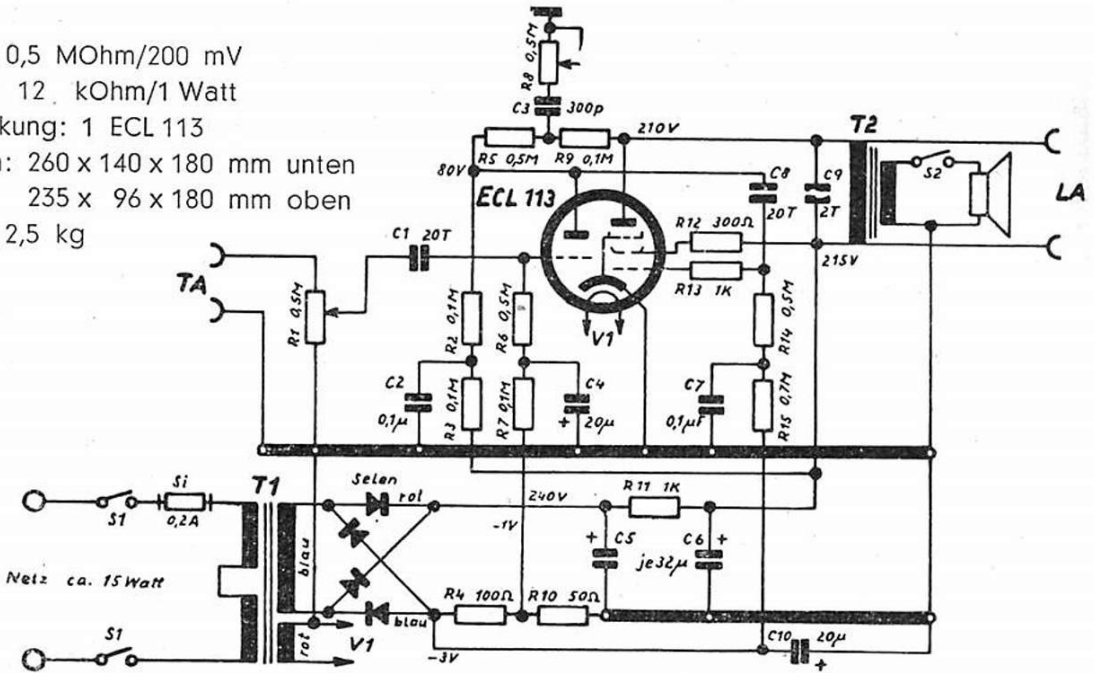 0,5 MOhm/200 mV
12 kOhm/1 Watt
kung: 1 ECL 113
: 260 x 140 x 180 mm unten
235 x 96 x 180 mm oben
2,5 kg
R8 0,5M
C3 300p
R5 0,5M
R9 0,1M
210V
80V
ECL 113
C8
20T
C9
2T
T2
S2
LA
R12 300Ω
R13 1K
215V
C1 20T
TA
R1 0,5M
R2 0,1M
R6 0,5M
V1
R14 0,5M
C2
0,1µ
R3 0,1M
R7 0,1M
C4
+ 20µ
C7
0,1µF
R15 0,7M
Si
0,2A
S1
T1
Selen
rot
240V
-1V
R11 1K
+ C5
C6 +
je 32µ
blau
Netz ca. 15 Watt
R4 100Ω
R10 50Ω
blau
S1
rot
V1
-3V
C10
20µ
+